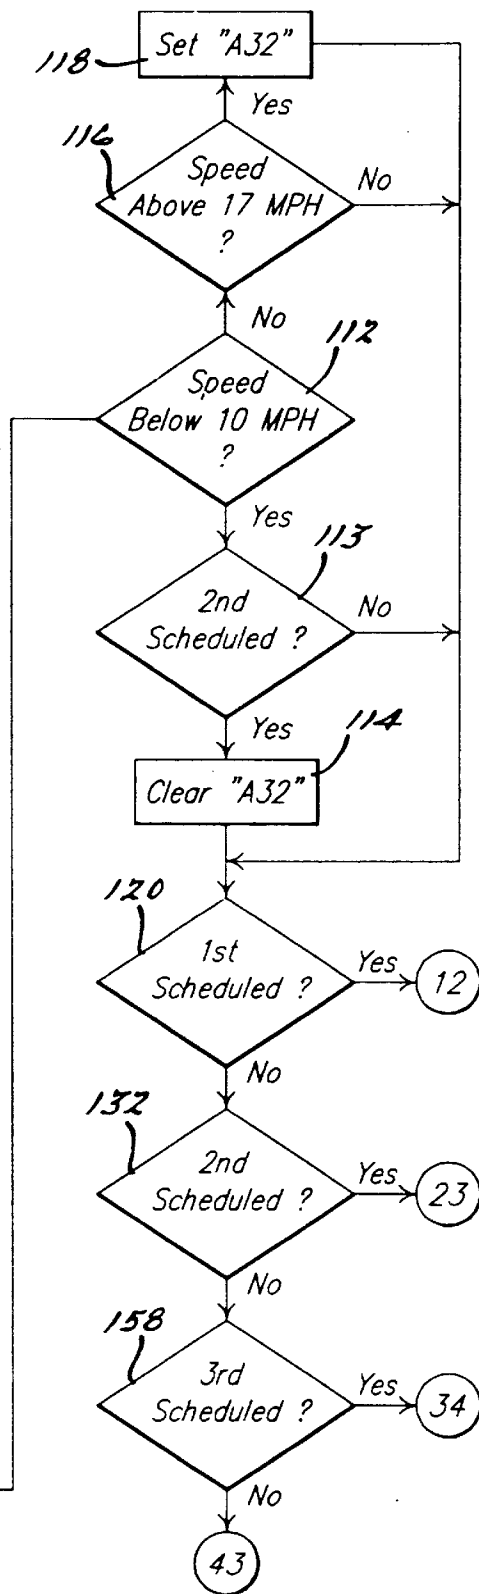 Set "A32"
118
Yes
116
Speed
Above 17 MPH
?
No
No
112
Speed
Below 10 MPH
?
Yes
113
2nd
Scheduled ?
No
Yes
114
Clear "A32"
120
1st
Scheduled ?
Yes
12
No
132
2nd
Scheduled ?
Yes
23
No
158
3rd
Scheduled ?
Yes
34
No
43